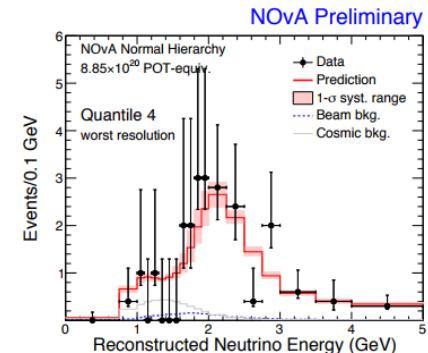 NOvA Preliminary
NOvA Normal Hierarchy
8.85×10²⁰ POT-equiv.
Quantile 4
worst resolution
Data
Prediction
1-σ syst. range
Beam bkg.
Cosmic bkg.
Events/0.1 GeV
6
5
4
3
2
1
0 1 2 3 4 5
Reconstructed Neutrino Energy (GeV)